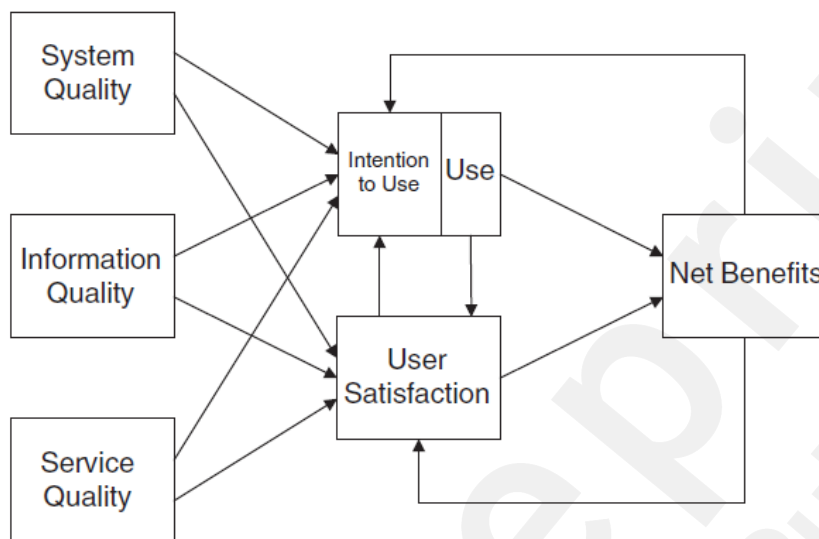 System
Quality
Intention
to Use
Use
Information
Quality
Net Benefits
User
Satisfaction
Service
Quality